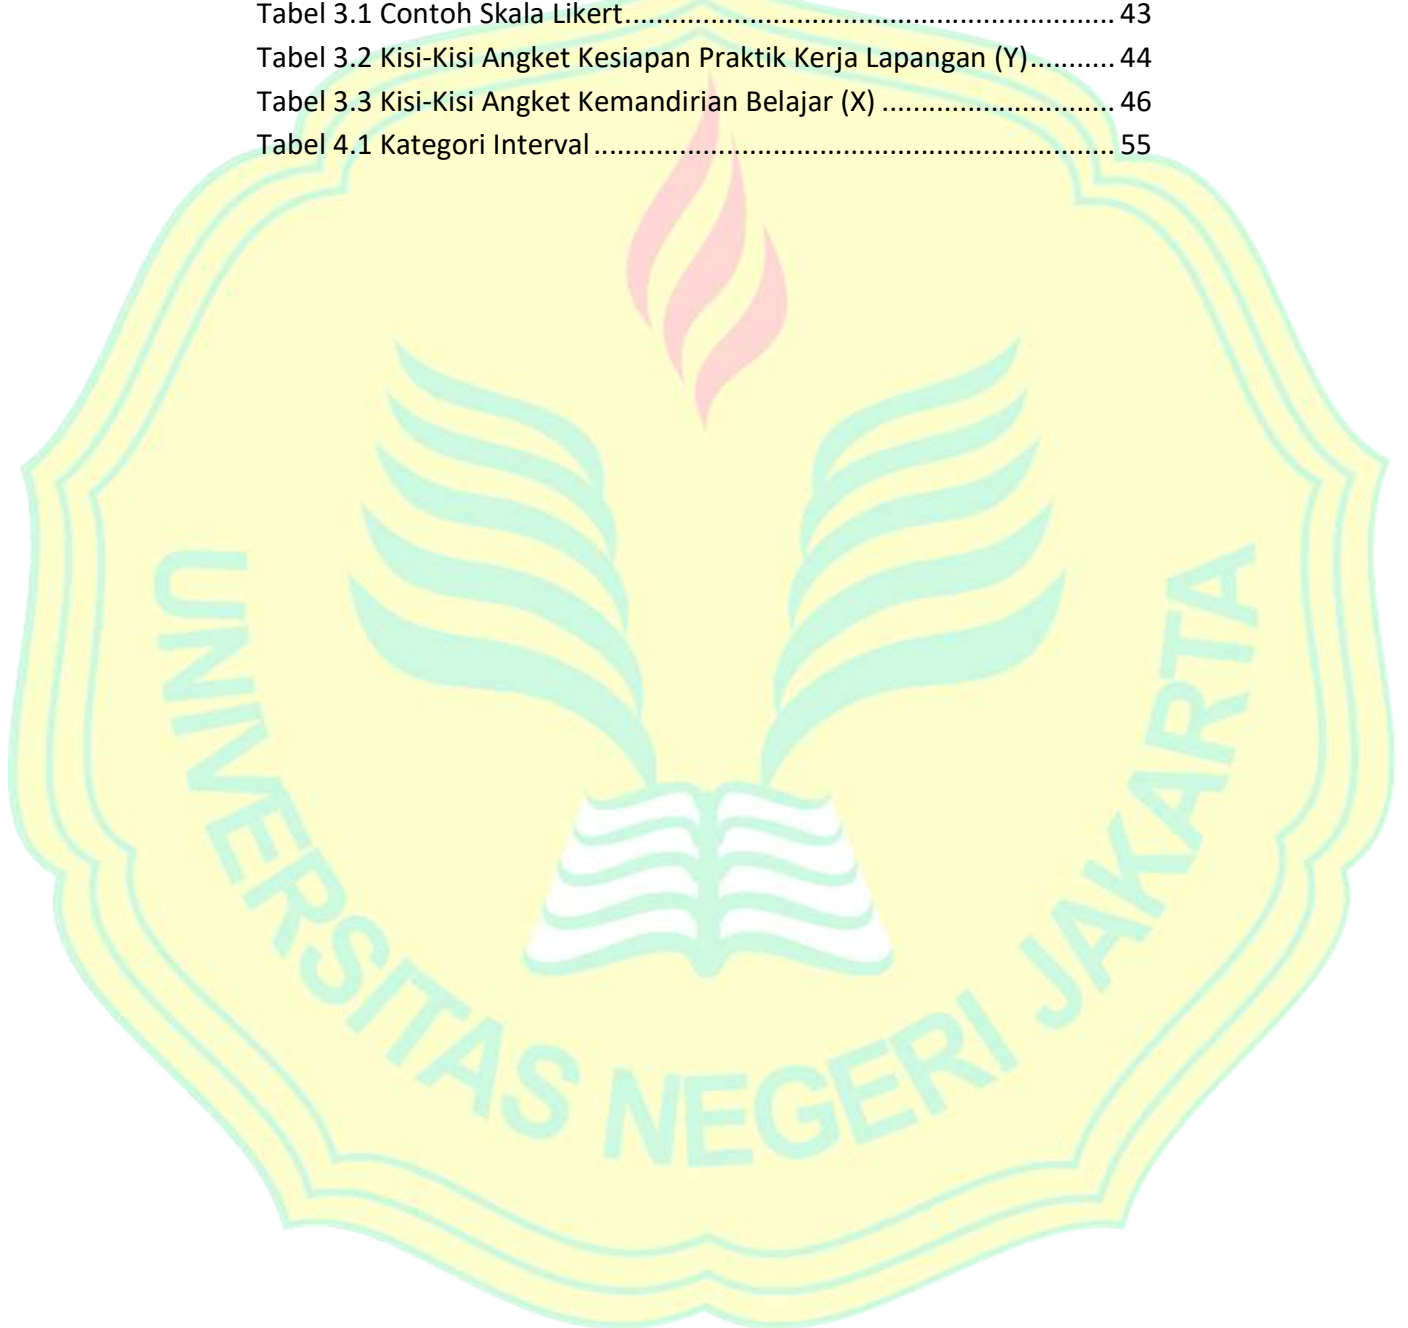 Tabel 3.1 Contoh Skala Likert................................................................ 43
Tabel 3.2 Kisi-Kisi Angket Kesiapan Praktik Kerja Lapangan (Y)........... 44
Tabel 3.3 Kisi-Kisi Angket Kemandirian Belajar (X) .............................. 46
Tabel 4.1 Kategori Interval .................................................................... 55
UNIVERSITAS NEGERI JAKARTA